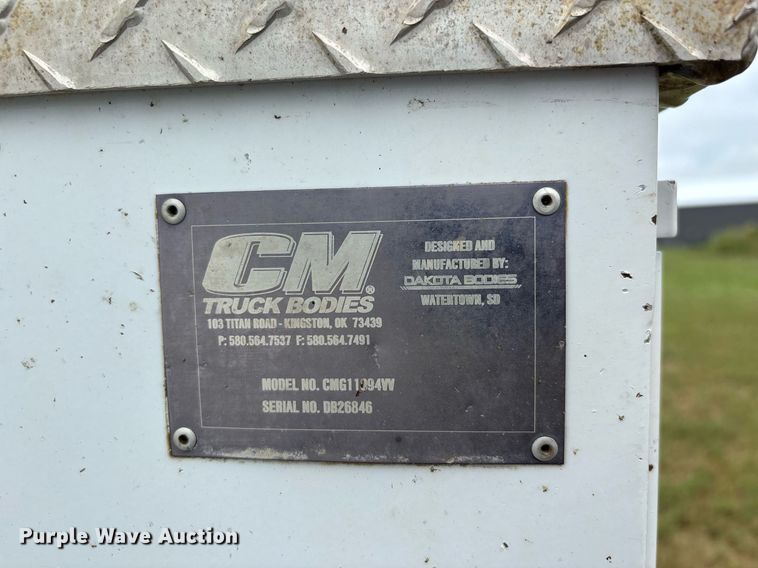 CM®
TRUCK BODIES
103 TITAN ROAD - KINGSTON, OK 73439
P: 580.564.7537 F: 580.564.7491
DESIGNED AND
MANUFACTURED BY:
DAKOTA BODIES
WATERTOWN, SD
MODEL NO. CMG11094VV
SERIAL NO. DB26846
Purple Wave Auction